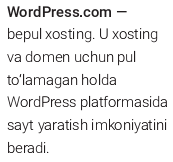 WordPress.com —
bepul xosting. U xosting
va domen uchun pul
to'lamagan holda
WordPress platformasida
sayt yaratish imkoniyatini
beradi.